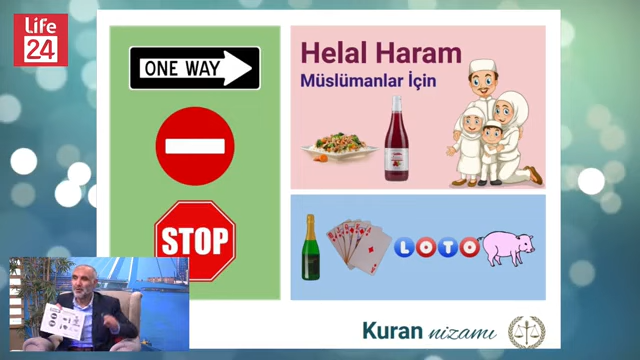 Life
24
ONE WAY
STOP
Helal Haram
Müslümanlar İçin
LOTO
Kuran nizamı